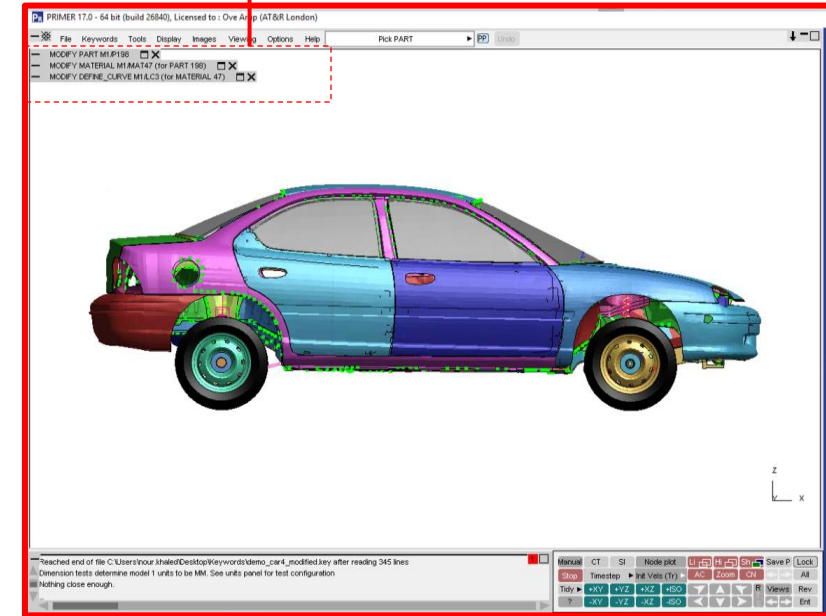 PRIMER 17.0 - 64 bit (build 26840), Licensed to : Ove Arup (AT&R London)
File Keywords Tools Display Images Viewing Options Help Pick PART PP Undo
MODIFY PART M1/P198
MODIFY MATERIAL M1/MAT47 (for PART 198)
MODIFY DEFINE_CURVE M1/LC3 (for MATERIAL 47)
Z
X
Reached end of file C:\Users\nour.khaled\Desktop\Keywords\demo_car4_modified.key after reading 345 lines
Dimension tests determine model 1 units to be MM. See units panel for test configuration
Nothing close enough.
Manual CT SI Node plot Li Hi Sh Save P Lock
Stop Timestep Init Vels (Tr) AC Zoom CN All
Tidy +XY +YZ +XZ +ISO R Views Rev
? -XY -YZ -XZ -ISO Ent